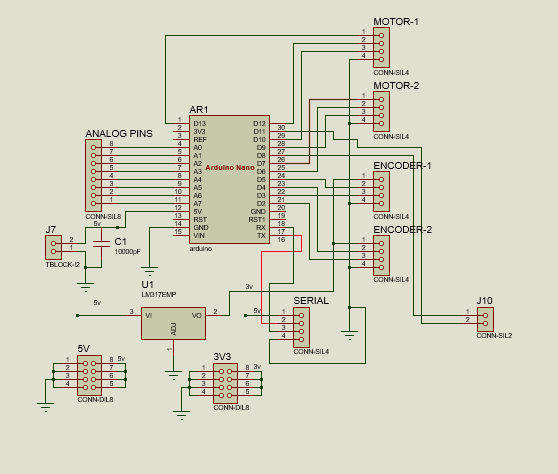 MOTOR-1
1
2
3
4
CONN-SIL4
MOTOR-2
1
2
3
4
CONN-SIL4
AR1
1 D13 D12 30
2 3V3 D11 29
3 REF D10 28
4 A0 D9 27
5 A1 D8 26
6 A2 D7 25
7 A3 D6 24
8 A4 D5 23
9 A5 D4 22
10 A6 D3 21
11 A7 D2 20
12 5V GND 19
13 RST RST1 18
14 GND RX 17
15 VIN TX 16
Arduino Nano
arduino
ANALOG PINS
8
7
6
5
4
3
2
1
CONN-SIL8
ENCODER-1
1
2
3
4
CONN-SIL4
ENCODER-2
1
2
3
4
CONN-SIL4
J7
2
1
TBLOCK-I2
5v
C1
10000pF
U1
LM317EMP
3 VI VO 2
ADJ
1
5v
3v
5v
SERIAL
1
2
3
4
CONN-SIL4
J10
1
2
CONN-SIL2
5V
1 8 5v
2 7
3 6
4 5
CONN-DIL8
3V3
1 8 3v
2 7
3 6
4 5
CONN-DIL8